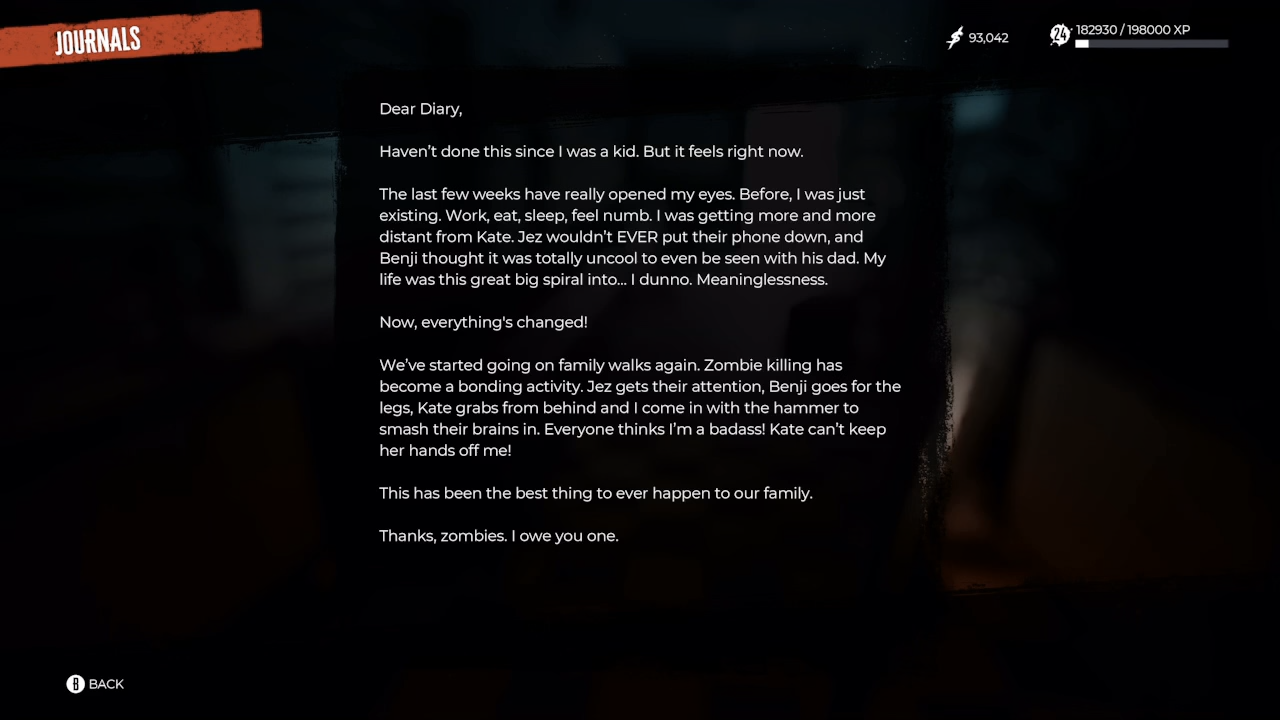 JOURNALS
93,042
24
182930 / 198000 XP
Dear Diary,
Haven't done this since I was a kid. But it feels right now.
The last few weeks have really opened my eyes. Before, I was just
existing. Work, eat, sleep, feel numb. I was getting more and more
distant from Kate. Jez wouldn't EVER put their phone down, and
Benji thought it was totally uncool to even be seen with his dad. My
life was this great big spiral into... I dunno. Meaninglessness.
Now, everything's changed!
We've started going on family walks again. Zombie killing has
become a bonding activity. Jez gets their attention, Benji goes for the
legs, Kate grabs from behind and I come in with the hammer to
smash their brains in. Everyone thinks I'm a badass! Kate can't keep
her hands off me!
This has been the best thing to ever happen to our family.
Thanks, zombies. I owe you one.
B BACK